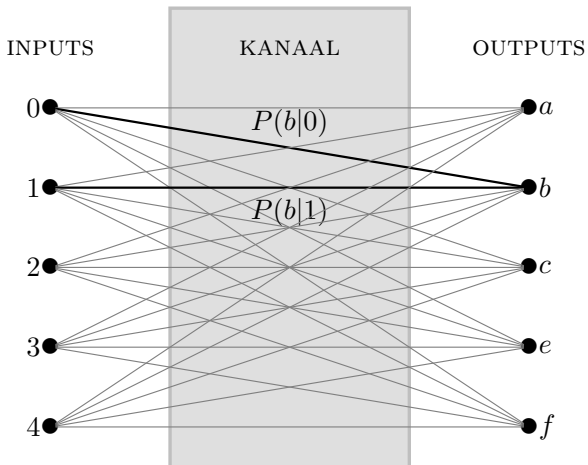 INPUTS KANAAL OUTPUTS
0 a
P(b|0)
1 b
P(b|1)
2 c
3 e
4 f